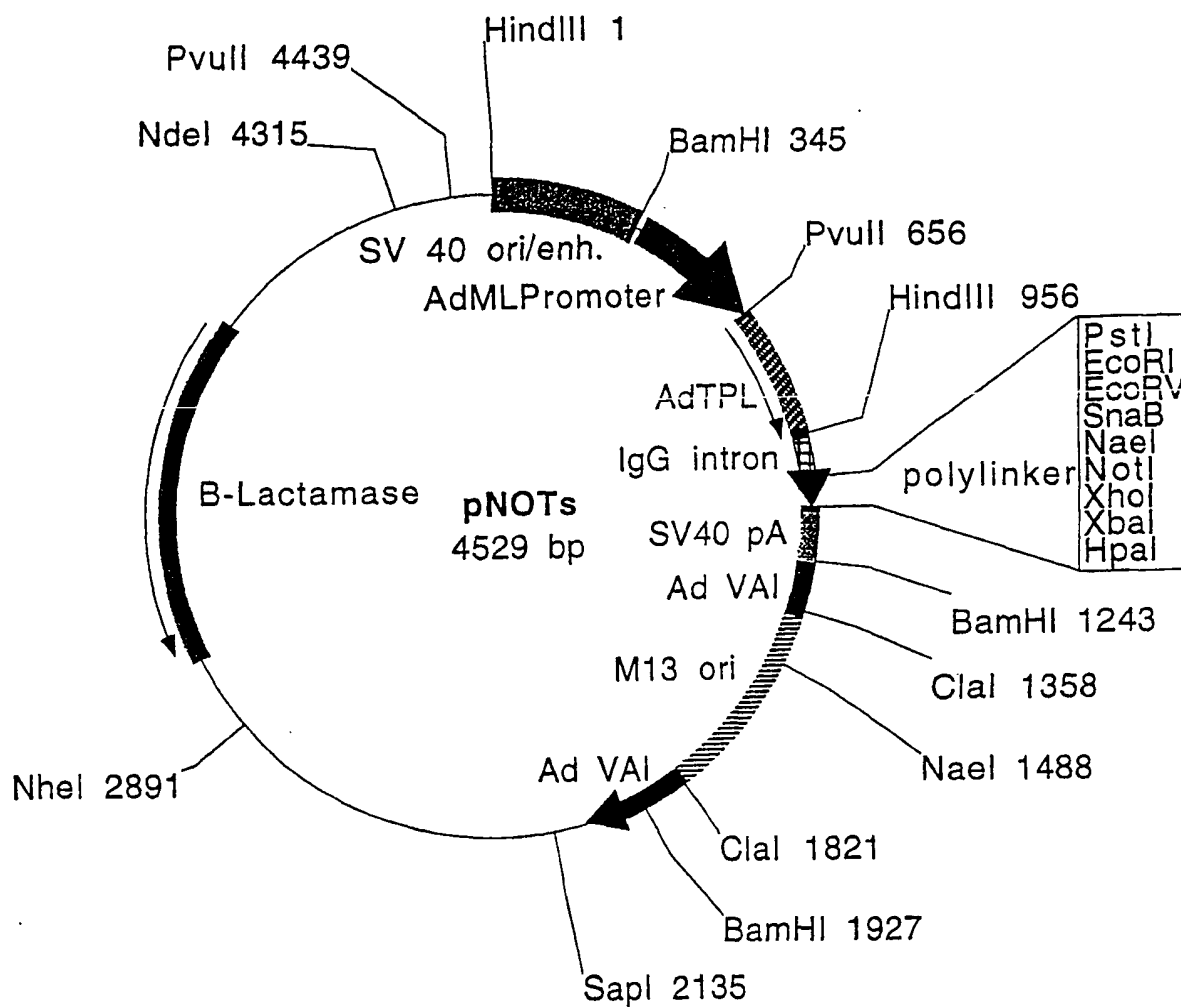 HindIII 1
PvuII 4439
NdeI 4315
BamHI 345
SV 40 ori/enh.
AdMLPromoter
PvuII 656
HindIII 956
PstI
EcoRI
EcoRV
SnaB
NaeI
NotI
XhoI
XbaI
HpaI
polylinker
AdTPL
IgG intron
B-Lactamase
pNOTs
4529 bp
SV40 pA
Ad VAI
BamHI 1243
ClaI 1358
M13 ori
NaeI 1488
Ad VAI
NheI 2891
ClaI 1821
BamHI 1927
SapI 2135